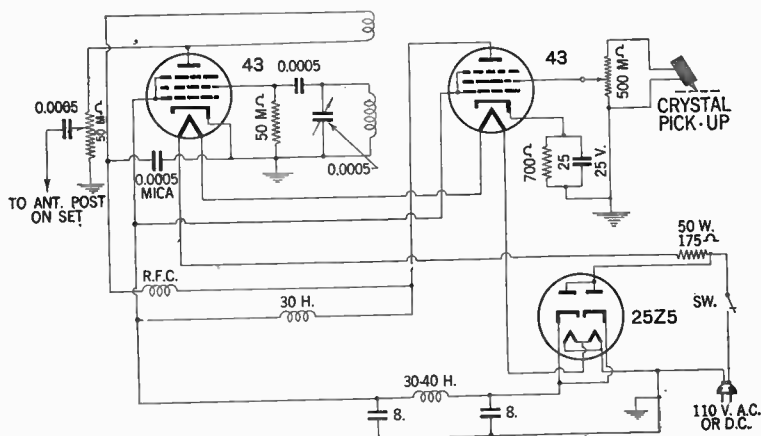 43
0.0005
50 MΩ
0.0005
0.0005
MICA
50 MΩ
TO ANT. POST
ON SET
0.0005
43
500 MΩ
CRYSTAL
PICK-UP
700Ω
25
25 V.
R.F.C.
30 H.
50 W.
175Ω
25Z5
SW.
30-40 H.
8.
8.
110 V. A.C.
OR D.C.